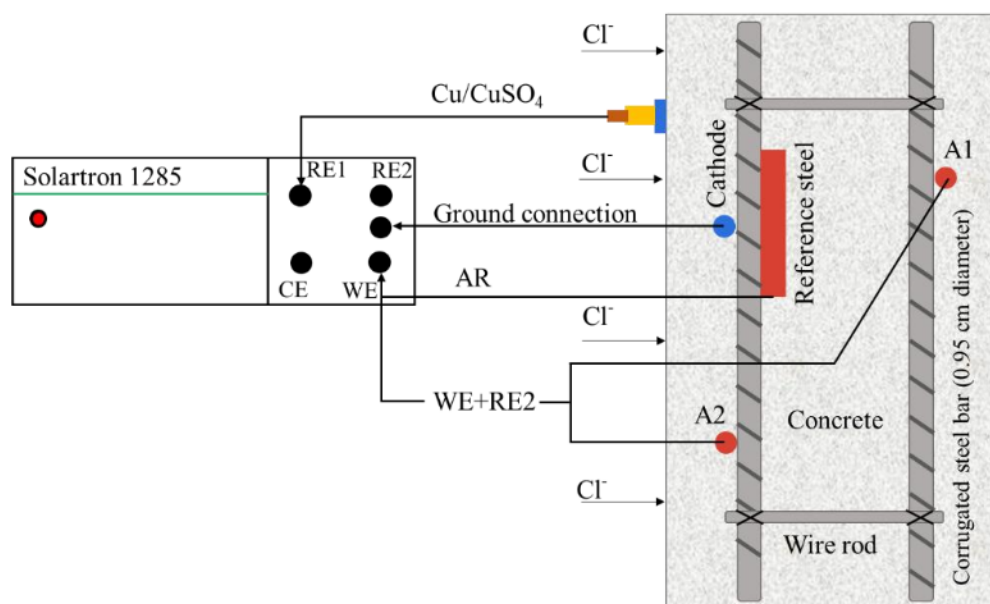 Cl⁻
Cu/CuSO₄
Solartron 1285
RE1
RE2
Cl⁻
Cathode
Reference steel
A1
Ground connection
CE
WE
AR
Cl⁻
WE+RE2
A2
Concrete
Corrugated steel bar (0.95 cm diameter)
Cl⁻
Wire rod